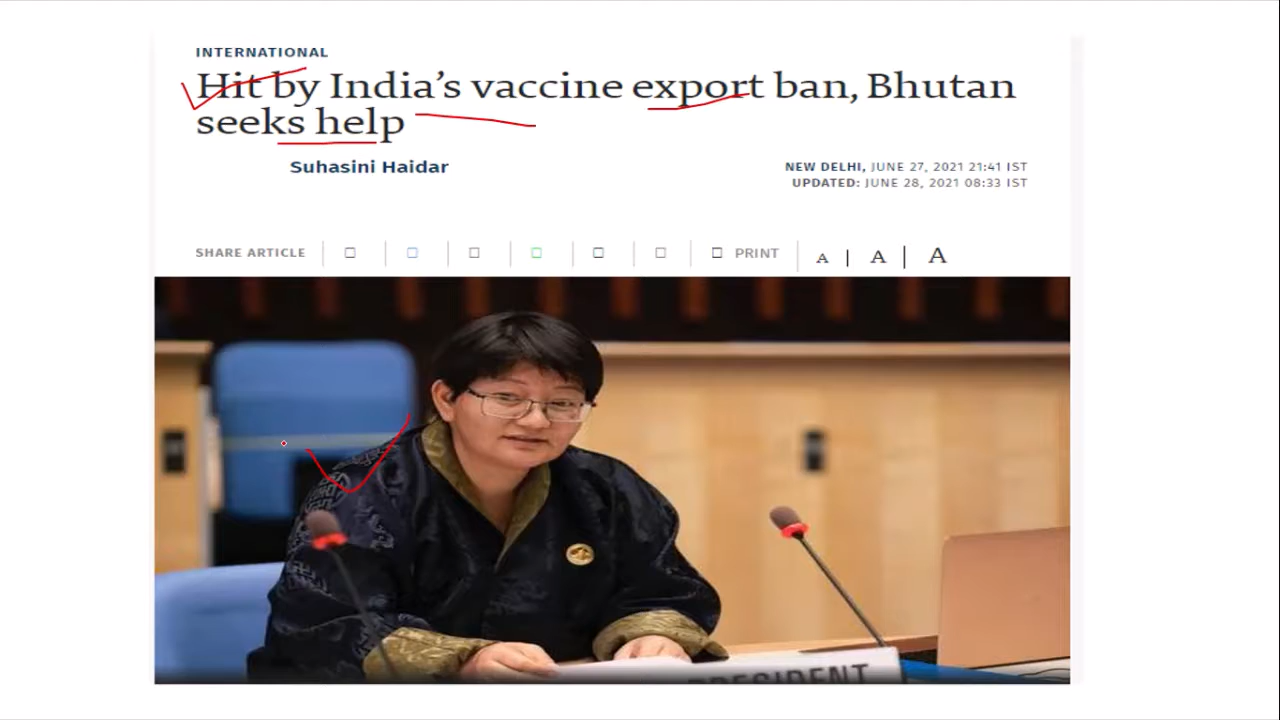 INTERNATIONAL
Hit by India's vaccine export ban, Bhutan
seeks help
Suhasini Haidar
NEW DELHI, JUNE 27, 2021 21:41 IST
UPDATED: JUNE 28, 2021 08:33 IST
SHARE ARTICLE PRINT A | A | A
PRESIDENT